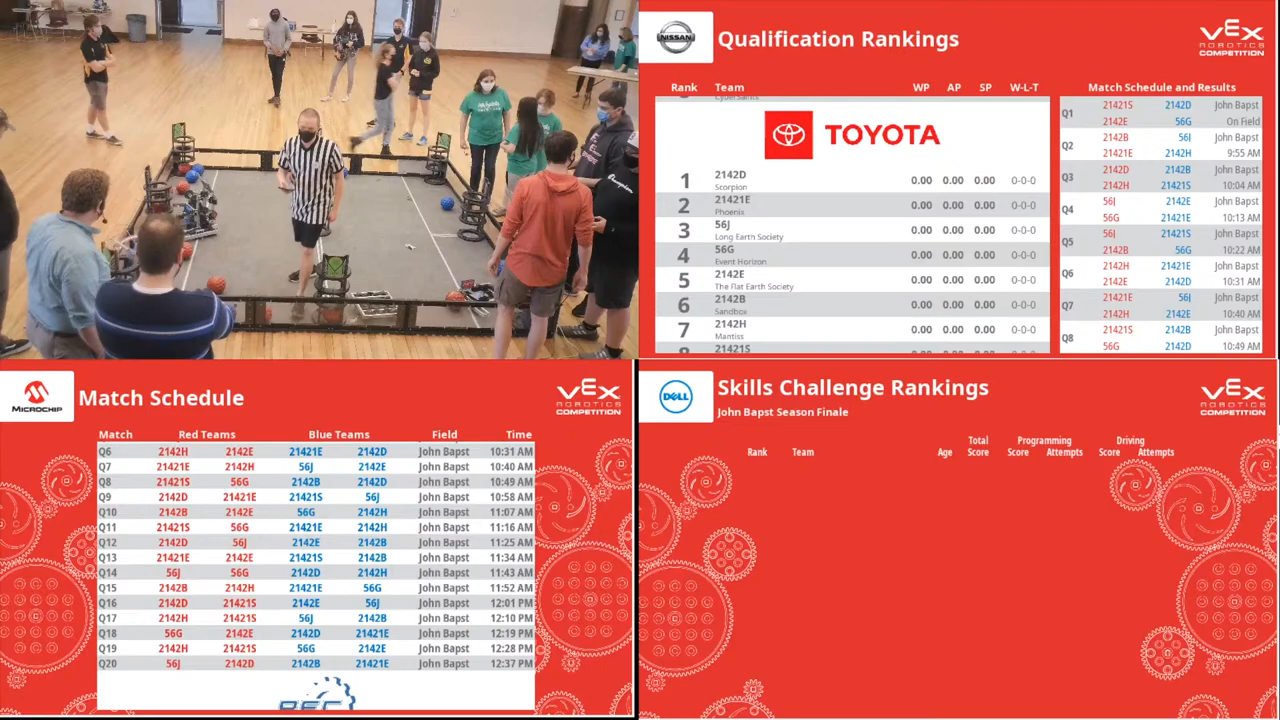 NISSAN
Qualification Rankings
VEX
ROBOTICS
COMPETITION
Rank Team WP AP SP W-L-T
CyberSaints
TOYOTA
1 2142D 0.00 0.00 0.00 0-0-0
Scorpion
2 21421E 0.00 0.00 0.00 0-0-0
Phoenix
3 56J 0.00 0.00 0.00 0-0-0
Long Earth Society
4 56G 0.00 0.00 0.00 0-0-0
Event Horizon
5 2142E 0.00 0.00 0.00 0-0-0
The Flat Earth Society
6 2142B 0.00 0.00 0.00 0-0-0
Sandbox
7 2142H 0.00 0.00 0.00 0-0-0
Mantiss
8 21421S
Match Schedule and Results
Q1 21421S 2142D John Bapst
2142E 56G On Field
Q2 2142B 56J John Bapst
21421E 2142H 9:55 AM
Q3 2142D 2142B John Bapst
2142H 21421S 10:04 AM
Q4 56J 2142E John Bapst
56G 21421E 10:13 AM
Q5 56J 21421S John Bapst
2142B 56G 10:22 AM
Q6 2142H 21421E John Bapst
2142E 2142D 10:31 AM
Q7 21421E 56J John Bapst
2142H 2142E 10:40 AM
Q8 21421S 2142B John Bapst
56G 2142D 10:49 AM
MICROCHIP
Match Schedule
VEX
ROBOTICS
COMPETITION
Match Red Teams Blue Teams Field Time
Q6 2142H 2142E 21421E 2142D John Bapst 10:31 AM
Q7 21421E 2142H 56J 2142E John Bapst 10:40 AM
Q8 21421S 56G 2142B 2142D John Bapst 10:49 AM
Q9 2142D 21421E 21421S 56J John Bapst 10:58 AM
Q10 2142B 2142E 56G 2142H John Bapst 11:07 AM
Q11 21421S 56G 21421E 2142H John Bapst 11:16 AM
Q12 2142D 56J 2142E 2142B John Bapst 11:25 AM
Q13 21421E 2142E 21421S 2142B John Bapst 11:34 AM
Q14 56J 56G 2142D 2142H John Bapst 11:43 AM
Q15 2142B 2142H 21421E 56G John Bapst 11:52 AM
Q16 2142D 21421S 2142E 56J John Bapst 12:01 PM
Q17 2142H 21421S 56J 2142B John Bapst 12:10 PM
Q18 56G 2142E 2142D 21421E John Bapst 12:19 PM
Q19 2142H 21421S 56G 2142E John Bapst 12:28 PM
Q20 56J 2142D 2142B 21421E John Bapst 12:37 PM
DELL
Skills Challenge Rankings
John Bapst Season Finale
VEX
ROBOTICS
COMPETITION
Total Programming Driving
Rank Team Age Score Score Attempts Score Attempts